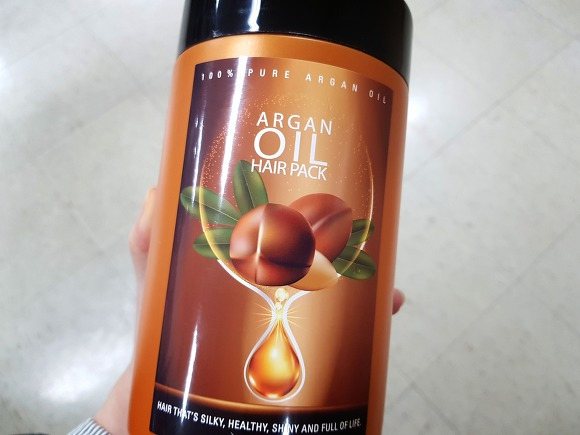 100% PURE ARGAN OIL
ARGAN
OIL
HAIR PACK
HAIR THAT'S SILKY, HEALTHY, SHINY AND FULL OF LIFE.